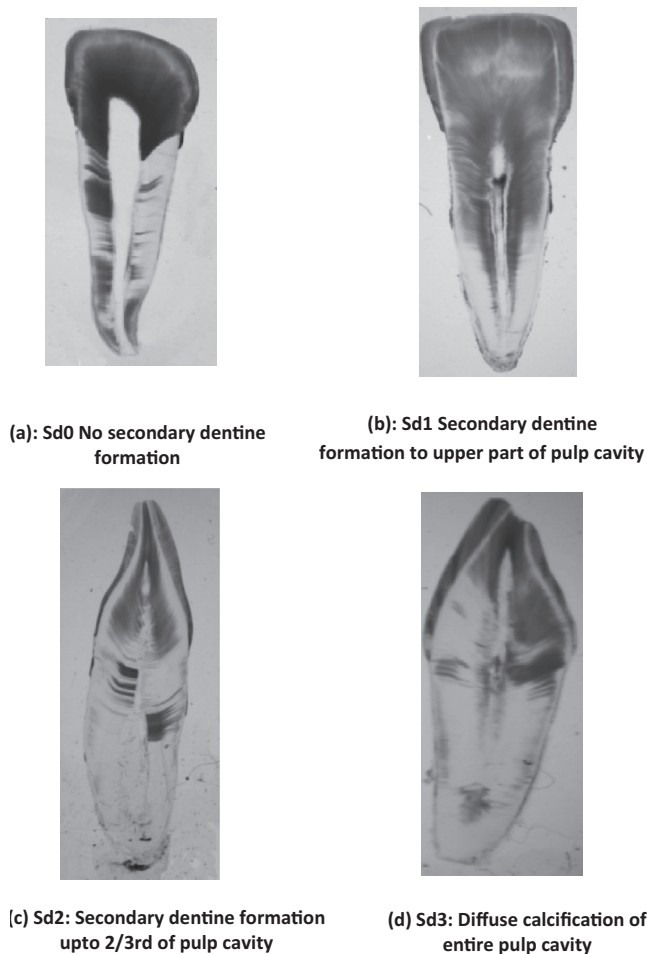 (a): Sd0 No secondary dentine
formation
(b): Sd1 Secondary dentine
formation to upper part of pulp cavity
(c) Sd2: Secondary dentine formation
upto 2/3rd of pulp cavity
(d) Sd3: Diffuse calcification of
entire pulp cavity